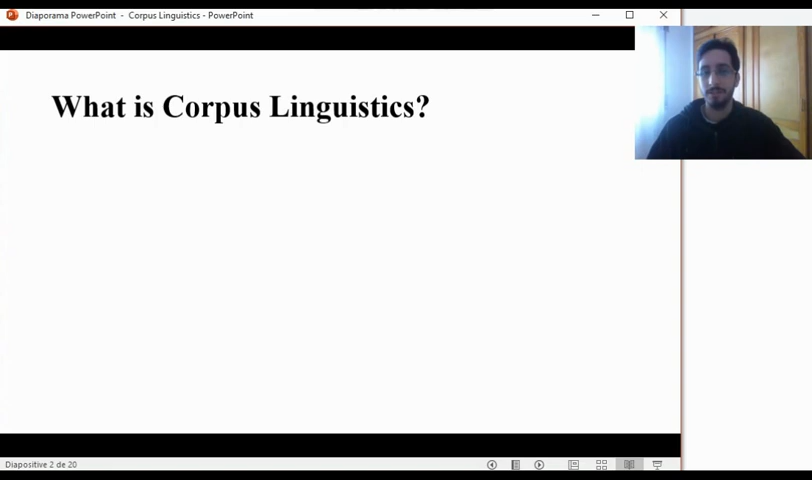 Diaporama PowerPoint - Corpus Linguistics - PowerPoint
What is Corpus Linguistics?
Diapositive 2 de 20